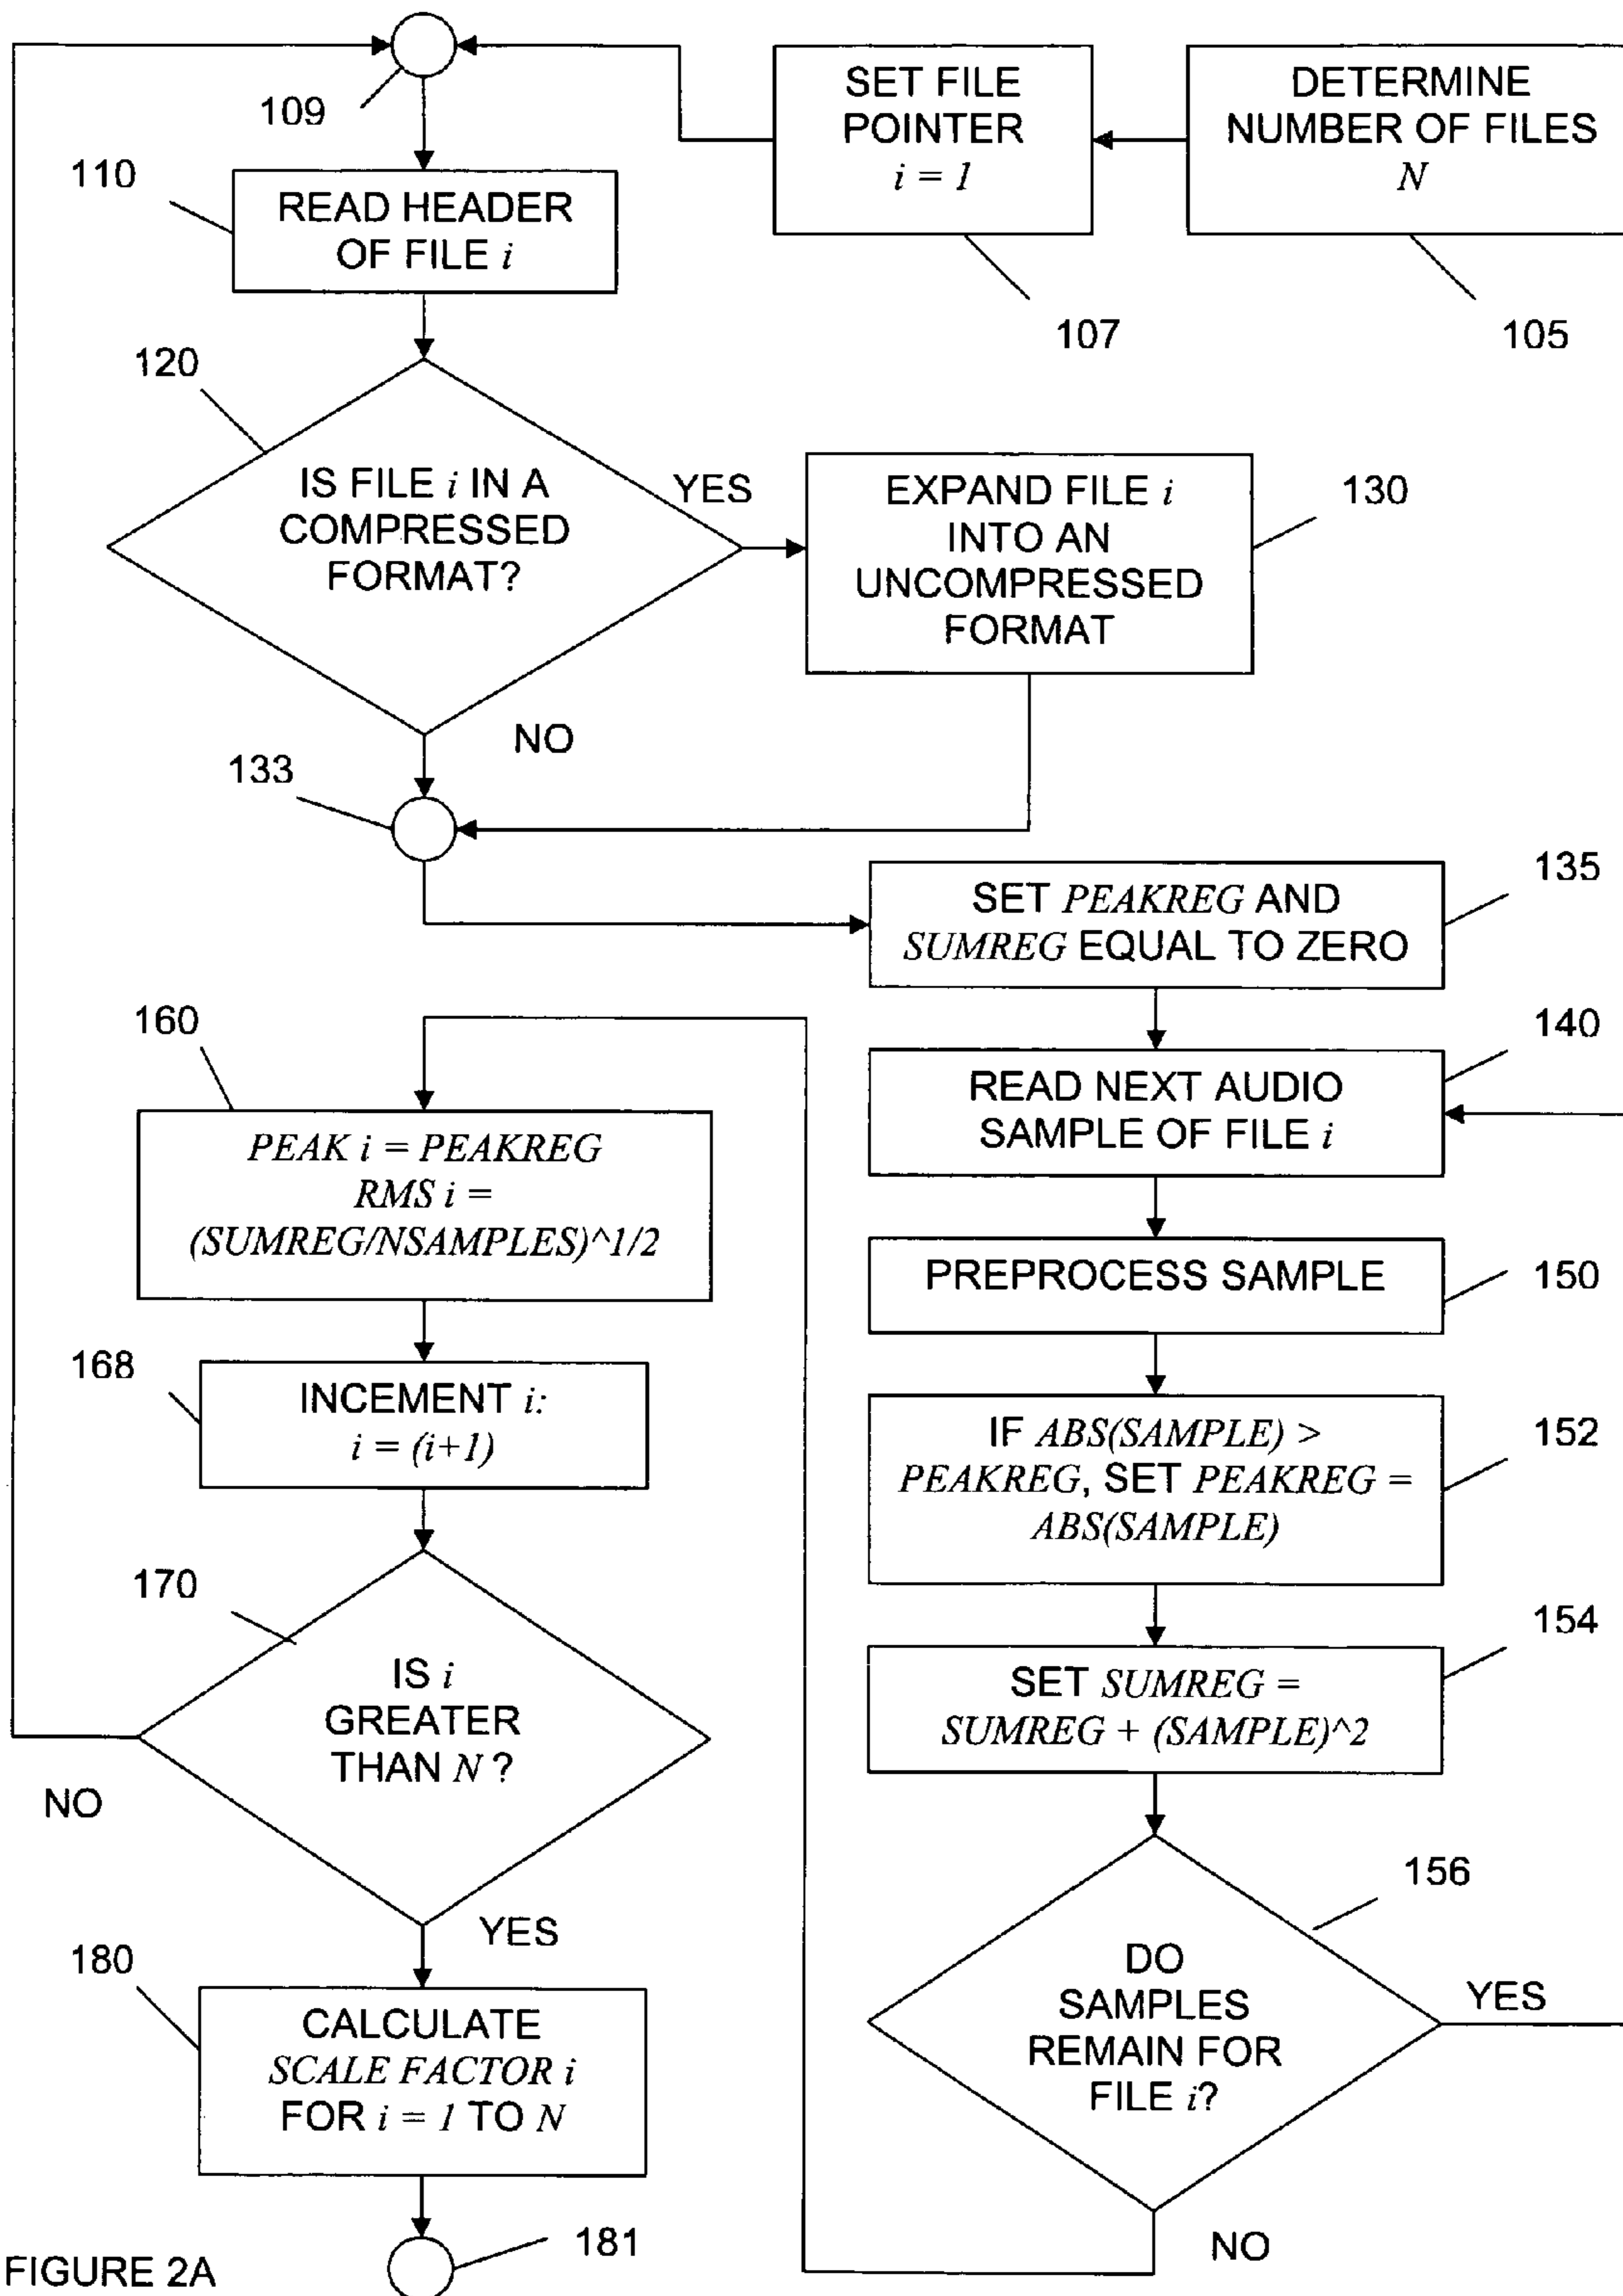 109
SET FILE
POINTER
i = 1
107
DETERMINE
NUMBER OF FILES
N
105
110
READ HEADER
OF FILE i
120
IS FILE i IN A
COMPRESSED
FORMAT?
YES
NO
EXPAND FILE i
INTO AN
UNCOMPRESSED
FORMAT
130
133
SET PEAKREG AND
SUMREG EQUAL TO ZERO
135
READ NEXT AUDIO
SAMPLE OF FILE i
140
PREPROCESS SAMPLE
150
IF ABS(SAMPLE) >
PEAKREG, SET PEAKREG =
ABS(SAMPLE)
152
SET SUMREG =
SUMREG + (SAMPLE)^2
154
156
DO
SAMPLES
REMAIN FOR
FILE i?
YES
NO
160
PEAK i = PEAKREG
RMS i =
(SUMREG/NSAMPLES)^1/2
168
INCEMENT i:
i = (i+1)
170
IS i
GREATER
THAN N ?
NO
YES
180
CALCULATE
SCALE FACTOR i
FOR i = 1 TO N
181
FIGURE 2A